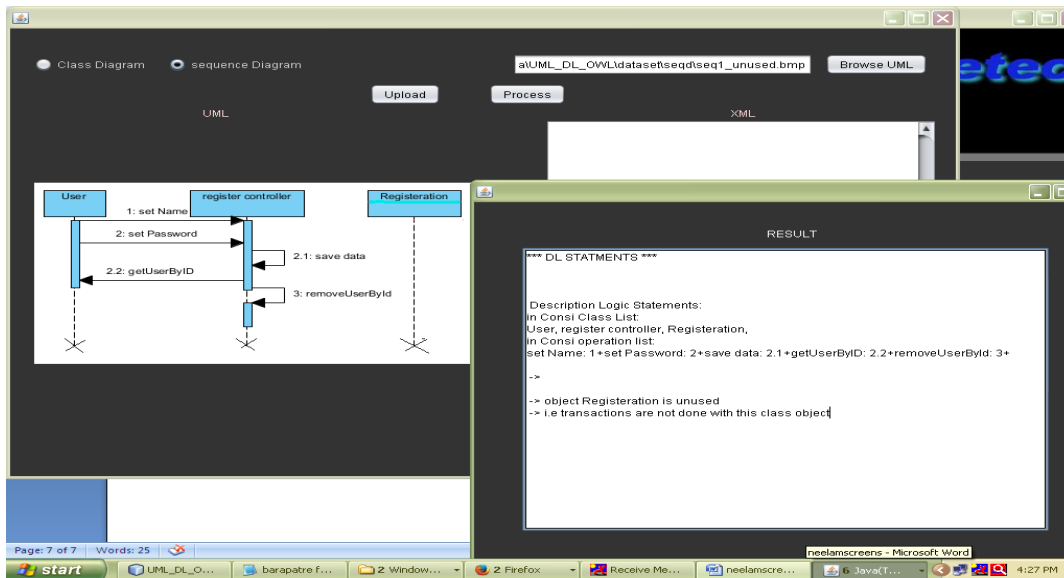 Class Diagram
sequence Diagram
a\UML_DL_OWL\dataset\seqd\seq1_unused.bmp
Browse UML
Upload
Process
UML
XML
User
register controller
Registeration
1: set Name
2: set Password
2.1: save data
2.2: getUserByID
3: removeUserById
RESULT
*** DL STATMENTS ***
Description Logic Statements:
in Consi Class List:
User, register controller, Registeration,
in Consi operation list:
set Name: 1+set Password: 2+save data: 2.1+getUserByID: 2.2+removeUserById: 3+
->
-> object Registeration is unused
-> i.e transactions are not done with this class object
etec
Page: 7 of 7
Words: 25
neelamscreens - Microsoft Word
start
UML_DL_O...
barapatre f...
2 Window...
2 Firefox
Receive Me...
neelamscre...
6 Java(T...
4:27 PM